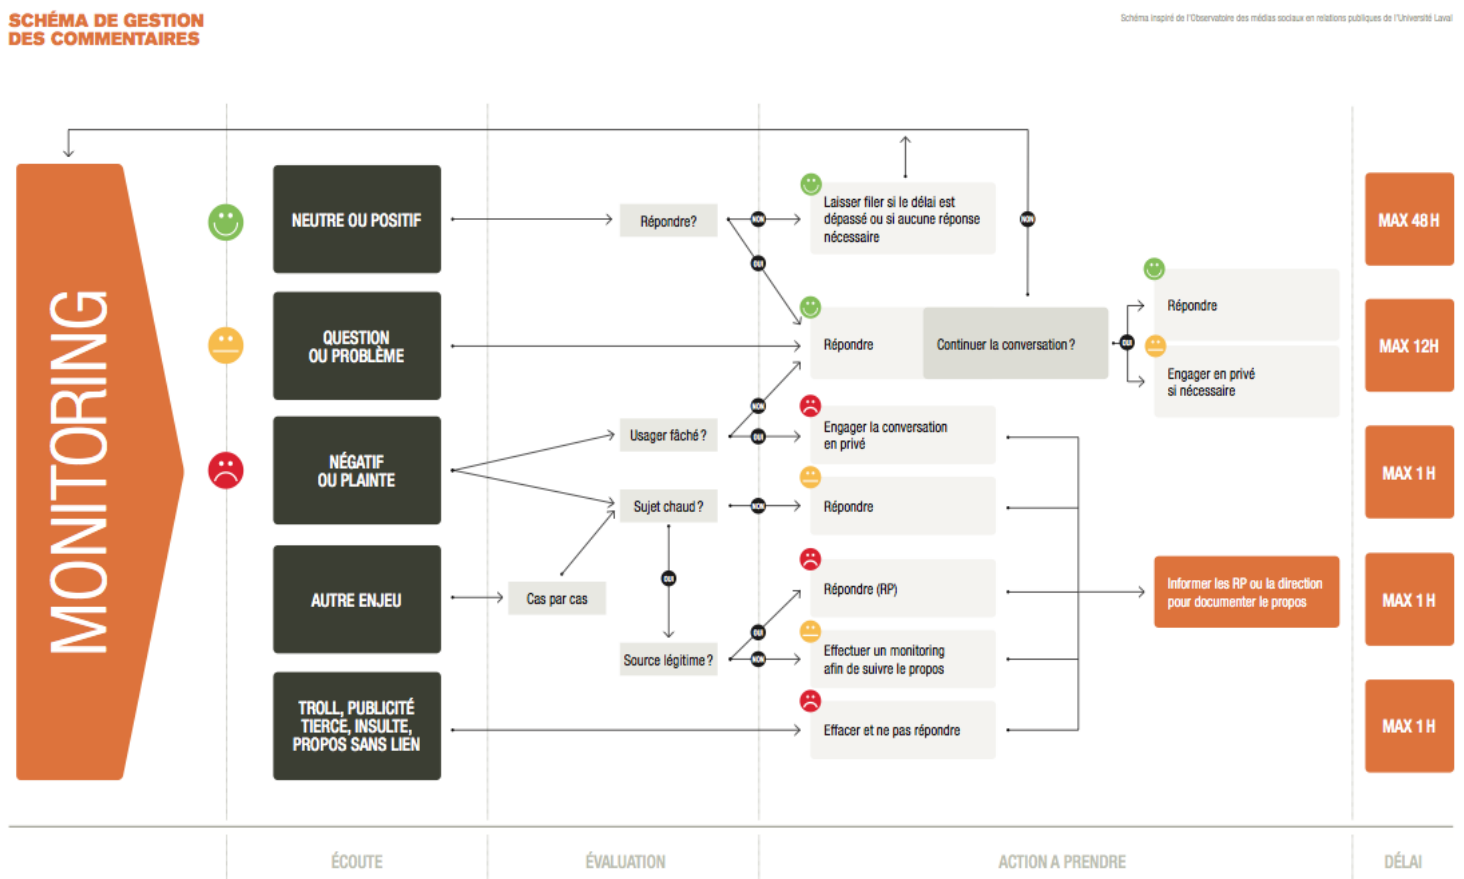 SCHÉMA DE GESTION
DES COMMENTAIRES
Schéma inspiré de l'Observatoire des médias sociaux en relations publiques de l'Université Laval
MONITORING
NEUTRE OU POSITIF
Répondre?
NON
OUI
Laisser filer si le délai est
dépassé ou si aucune réponse
nécessaire
NON
MAX 48 H
QUESTION
OU PROBLÈME
Répondre
Continuer la conversation ?
OUI
Répondre
Engager en privé
si nécessaire
MAX 12H
NÉGATIF
OU PLAINTE
Usager fâché ?
NON
OUI
Engager la conversation
en privé
Sujet chaud ?
NON
Répondre
OUI
MAX 1 H
AUTRE ENJEU
Cas par cas
Source légitime ?
OUI
NON
Répondre (RP)
Effectuer un monitoring
afin de suivre le propos
Informer les RP ou la direction
pour documenter le propos
MAX 1 H
TROLL, PUBLICITÉ
TIERCE, INSULTE,
PROPOS SANS LIEN
Effacer et ne pas répondre
MAX 1 H
ÉCOUTE
ÉVALUATION
ACTION A PRENDRE
DÉLAI